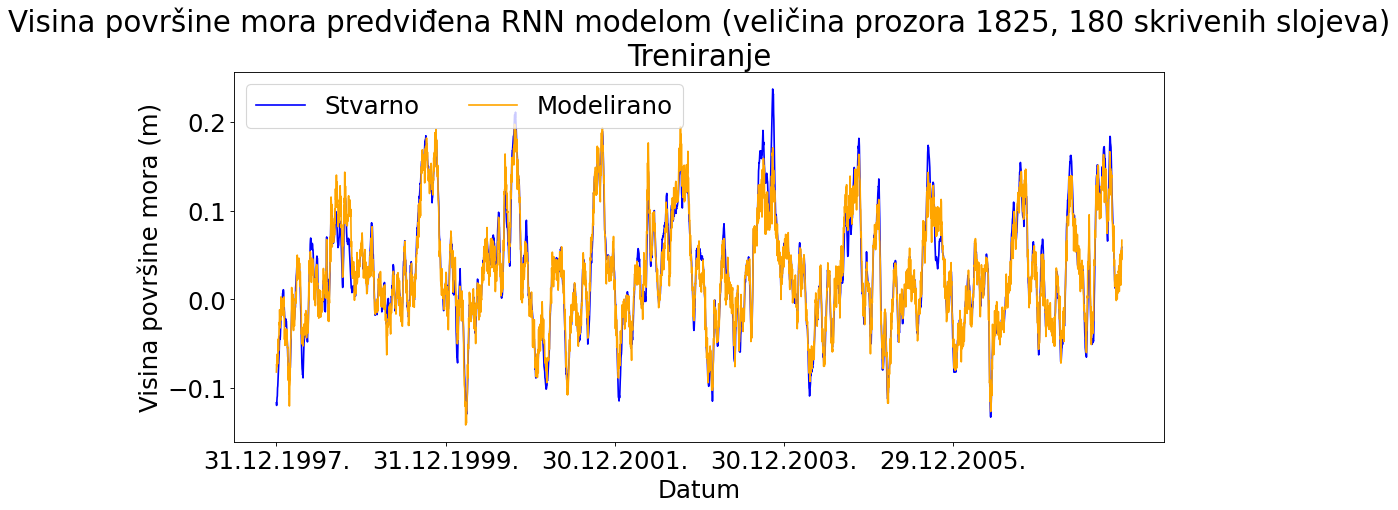 Visina površine mora predviđena RNN modelom (veličina prozora 1825, 180 skrivenih slojeva)
Treniranje
Stvarno
Modelirano
Visina površine mora (m)
0.2
0.1
0.0
−0.1
31.12.1997.
31.12.1999.
30.12.2001.
30.12.2003.
29.12.2005.
Datum